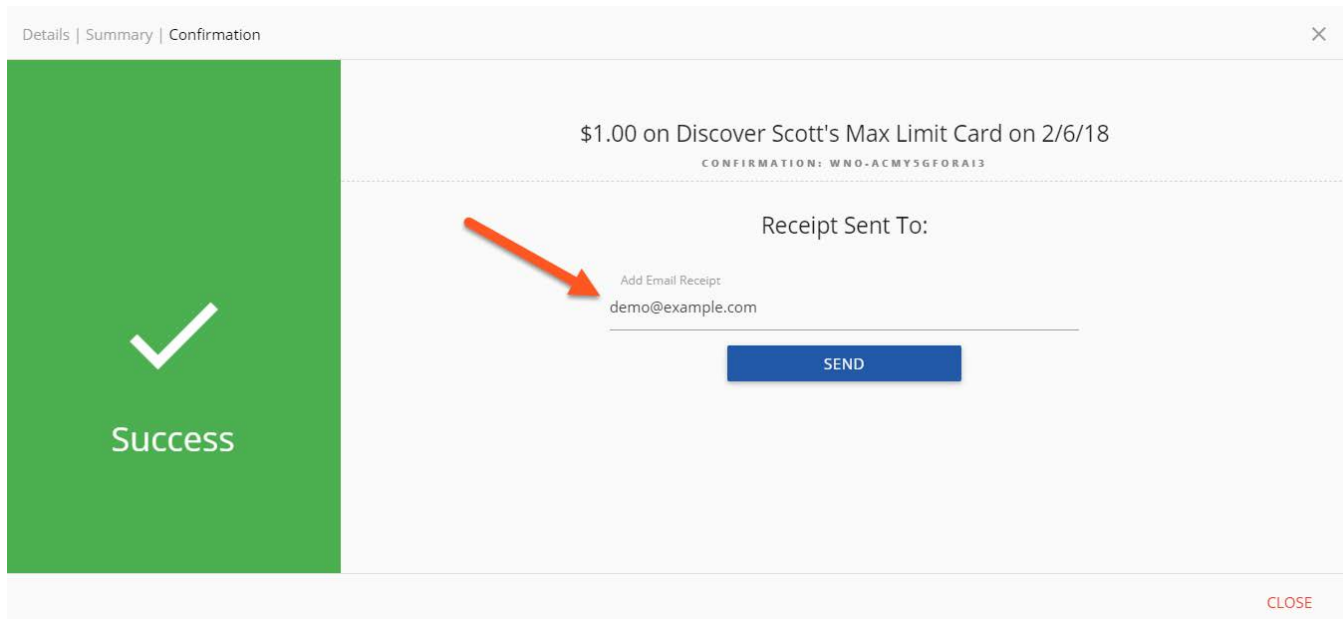 Details | Summary | Confirmation
$1.00 on Discover Scott's Max Limit Card on 2/6/18
CONFIRMATION: WNO-ACMY5GFORAI3
Receipt Sent To:
Add Email Receipt
demo@example.com
SEND
Success
CLOSE